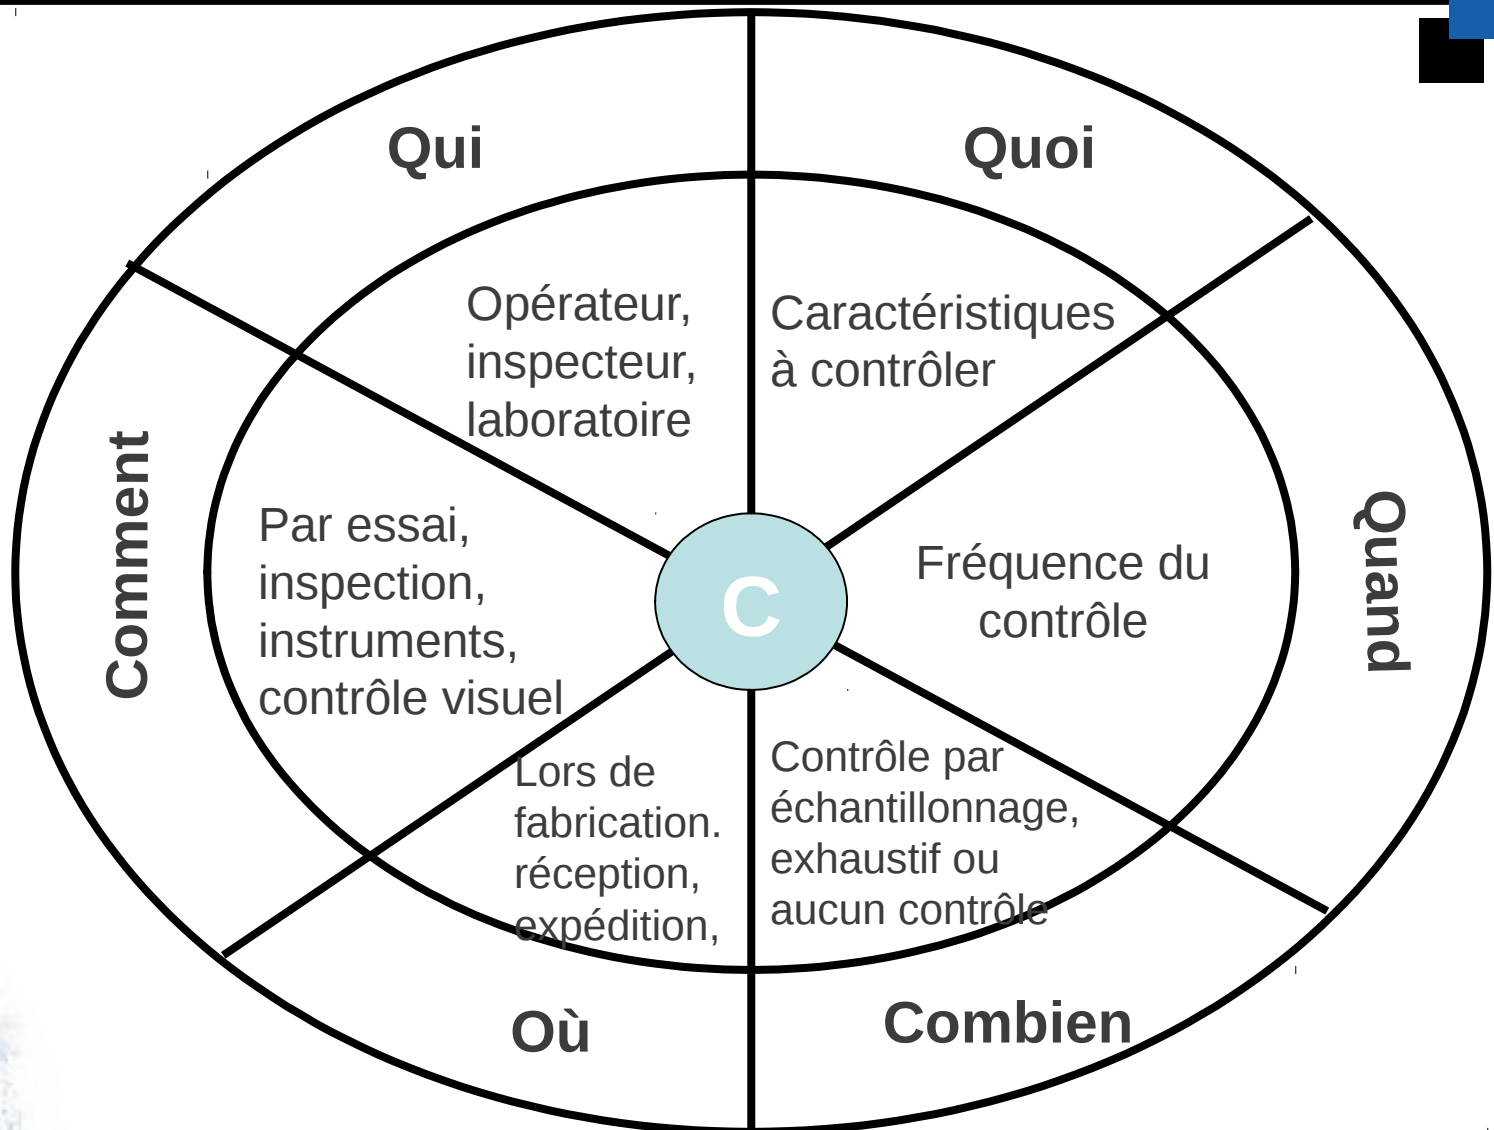 Qui
Quoi
Opérateur,
inspecteur,
laboratoire
Caractéristiques
à contrôler
Comment
Par essai,
inspection,
instruments,
contrôle visuel
C
Fréquence du
contrôle
Quand
Lors de
fabrication.
réception,
expédition,
Contrôle par
échantillonnage,
exhaustif ou
aucun contrôle
Où
Combien